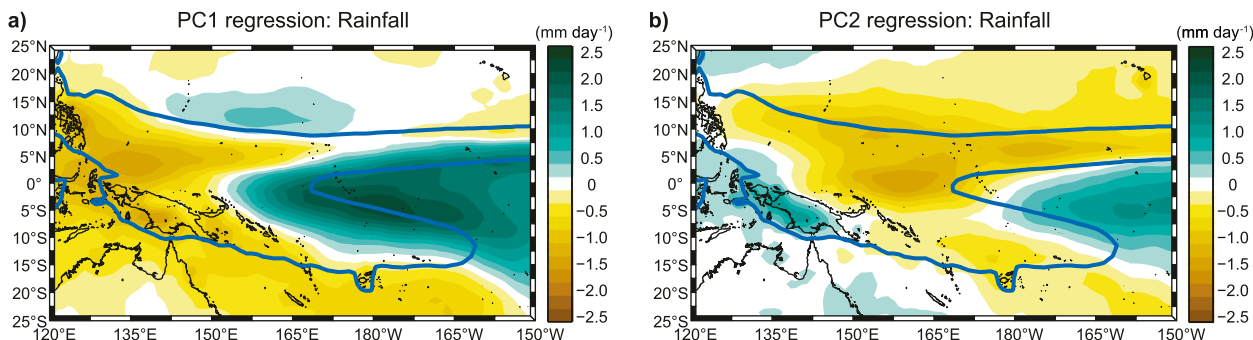 a) PC1 regression: Rainfall (mm day⁻¹)
25°N
20°N
15°N
10°N
5°N
0°
5°S
10°S
15°S
20°S
25°S
120°E 135°E 150°E 165°E 180°W 165°W 150°W
2.5
2.0
1.5
1.0
0.5
0
−0.5
−1.0
−1.5
−2.0
−2.5
b) PC2 regression: Rainfall (mm day⁻¹)
25°N
20°N
15°N
10°N
5°N
0°
5°S
10°S
15°S
20°S
25°S
120°E 135°E 150°E 165°E 180°W 165°W 150°W
2.5
2.0
1.5
1.0
0.5
0
−0.5
−1.0
−1.5
−2.0
−2.5